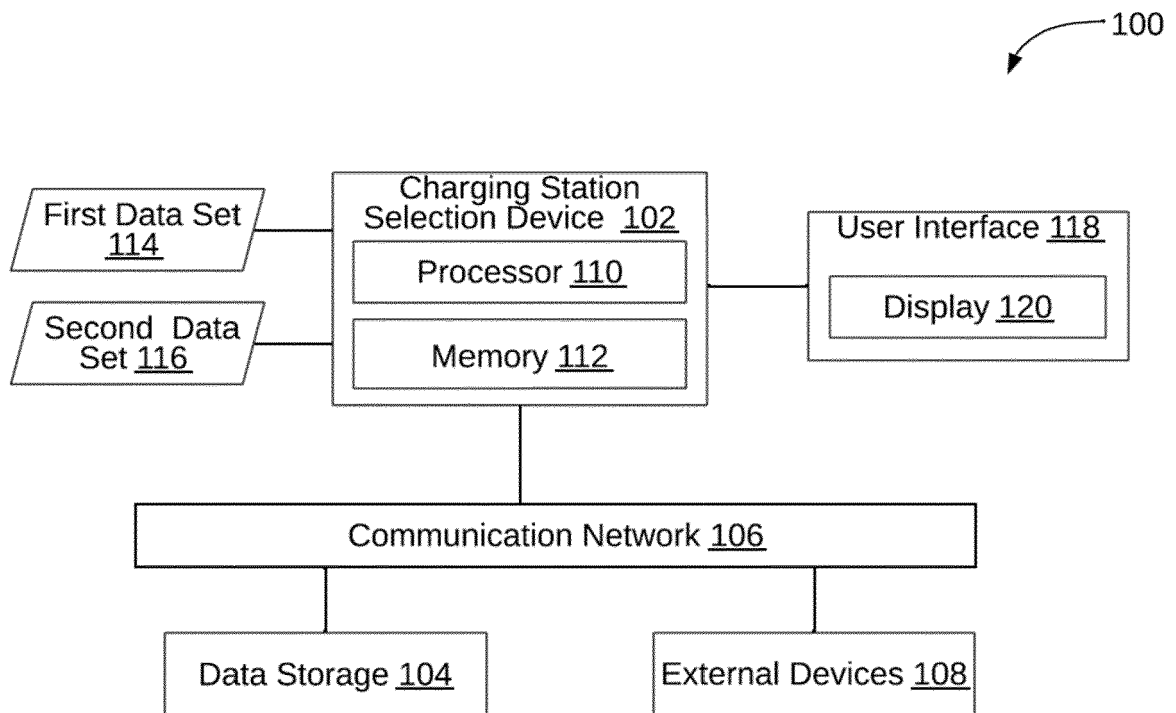 100
Charging Station
Selection Device 102
First Data Set
114
Processor 110
User Interface 118
Display 120
Second Data
Set 116
Memory 112
Communication Network 106
Data Storage 104
External Devices 108